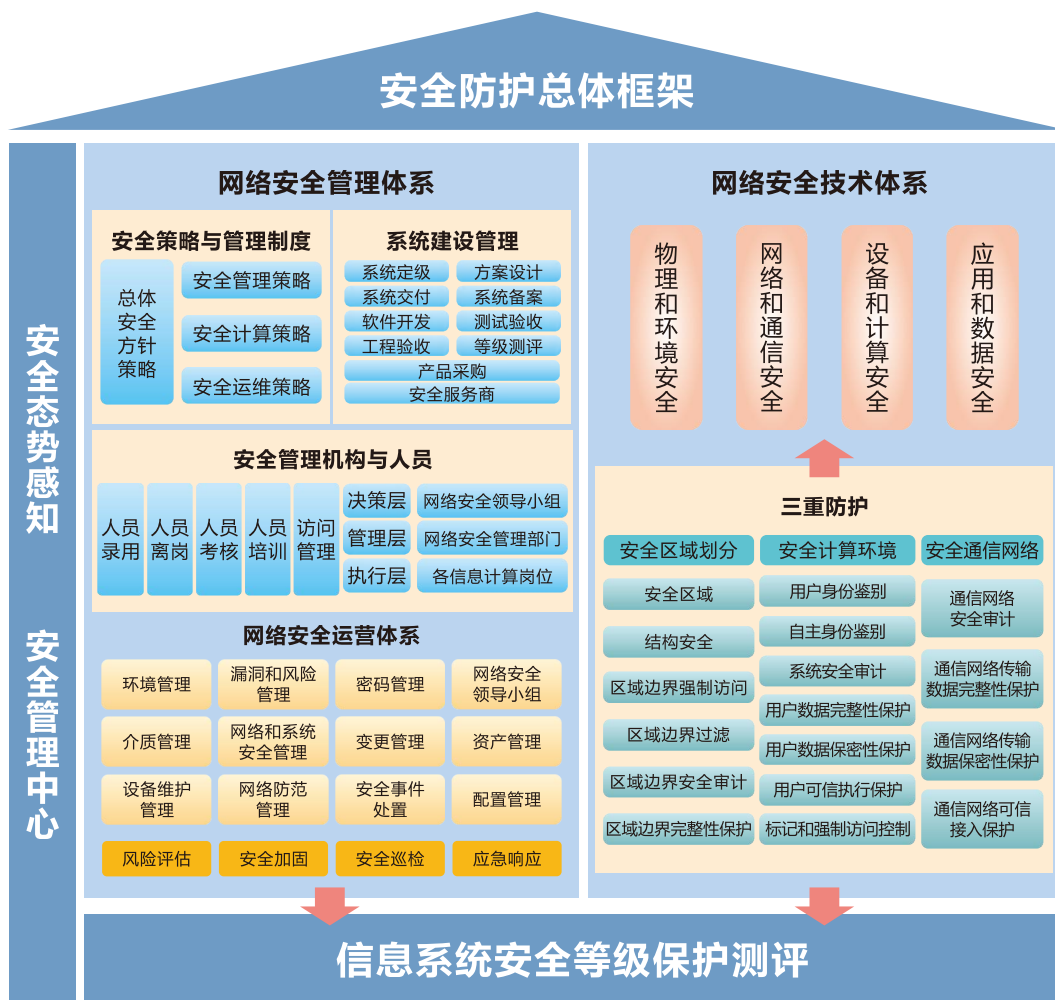 安全防护总体框架
安全态势感知
安全管理中心
网络安全管理体系
安全策略与管理制度
总体
安全
方针
策略
安全管理策略
安全计算策略
安全运维策略
系统建设管理
系统定级
方案设计
系统交付
系统备案
软件开发
测试验收
工程验收
等级测评
产品采购
安全服务商
安全管理机构与人员
人员
录用
人员
离岗
人员
考核
人员
培训
访问
管理
决策层
网络安全领导小组
管理层
网络安全管理部门
执行层
各信息计算岗位
网络安全运营体系
环境管理
漏洞和风险
管理
密码管理
网络安全
领导小组
介质管理
网络和系统
安全管理
变更管理
资产管理
设备维护
管理
网络防范
管理
安全事件
处置
配置管理
风险评估
安全加固
安全巡检
应急响应
网络安全技术体系
物理和环境安全
网络和通信安全
设备和计算安全
应用和数据安全
三重防护
安全区域划分
安全区域
结构安全
区域边界强制访问
区域边界过滤
区域边界安全审计
区域边界完整性保护
安全计算环境
用户身份鉴别
自主身份鉴别
系统安全审计
用户数据完整性保护
用户数据保密性保护
用户可信执行保护
标记和强制访问控制
安全通信网络
通信网络
安全审计
通信网络传输
数据完整性保护
通信网络传输
数据保密性保护
通信网络可信
接入保护
信息系统安全等级保护测评